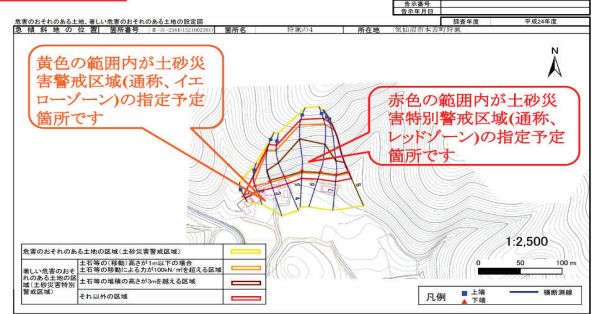 告示番号
告示年月日
危害のおそれのある土地、著しい危害のおそれのある土地の設定図
調査年度 平成24年度
急傾斜地の位置 箇所番号 箇所名 狩猟の4 所在地 気仙沼市本吉町狩猟
黄色の範囲内が土砂災
害警戒区域(通称、イエ
ローゾーン)の指定予定
箇所です
赤色の範囲内が土砂災
害特別警戒区域(通称、
レッドゾーン)の指定予定
箇所です
N
1:2,500
0 50 100 m
危害のおそれのある土地の区域(土砂災害警戒区域)
著しい危害のおそ
れのある土地の区
域(土砂災害特別
警戒区域)
土石等の(移動)高さが1m以下の場合
土石等の移動による力が100kN/㎡を超える区域
土石等の堆積の高さが3mを超える区域
それ以外の区域
凡例 上端 下端 横断測線